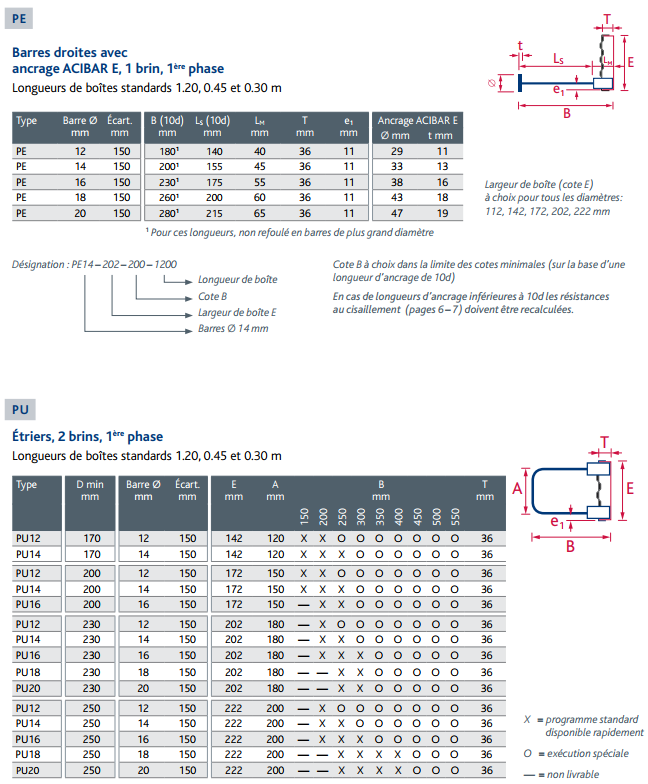 PE
Barres droites avec
ancrage ACIBAR E, 1 brin, 1ère phase
Longueurs de boîtes standards 1.20, 0.45 et 0.30 m
T
t
Ls
LM
E
Ø
e1
B
Type Barre Ø Écart. B (10d) Ls (10d) LM T e1 Ancrage ACIBAR E
mm mm mm mm mm mm mm Ø mm t mm
PE 12 150 180¹ 140 40 36 11 29 11
PE 14 150 200¹ 155 45 36 11 33 13
PE 16 150 230¹ 175 55 36 11 38 16
PE 18 150 260¹ 200 60 36 11 43 18
PE 20 150 280¹ 215 65 36 11 47 19
Largeur de boîte (cote E)
à choix pour tous les diamètres:
112, 142, 172, 202, 222 mm
¹ Pour ces longueurs, non refoulé en barres de plus grand diamètre
Désignation : PE14 – 202 – 200 – 1200
Longueur de boîte
Cote B
Largeur de boîte E
Barres Ø 14 mm
Cote B à choix dans la limite des cotes minimales (sur la base d'une
longueur d'ancrage de 10d)
En cas de longueurs d'ancrage inférieures à 10d les résistances
au cisaillement (pages 6 – 7) doivent être recalculées.
PU
Étriers, 2 brins, 1ère phase
Longueurs de boîtes standards 1.20, 0.45 et 0.30 m
T
A
E
e1
B
Type D min Barre Ø Écart. E A B T
mm mm mm mm mm mm mm
150 200 250 300 350 400 450 500 550
PU12 170 12 150 142 120 X X O O O O O O O 36
PU14 170 14 150 142 120 X X X O O O O O O 36
PU12 200 12 150 172 150 X X O O O O O O O 36
PU14 200 14 150 172 150 X X X O O O O O O 36
PU16 200 16 150 172 150 — X X O O O O O O 36
PU12 230 12 150 202 180 — X O O O O O O O 36
PU14 230 14 150 202 180 — X X O O O O O O 36
PU16 230 16 150 202 180 — X X X O O O O O 36
PU18 230 18 150 202 180 — — X X O O O O O 36
PU20 230 20 150 202 180 — — X X O O O O O 36
PU12 250 12 150 222 200 — X O O O O O O O 36
PU14 250 14 150 222 200 — X X O O O O O O 36
PU16 250 16 150 222 200 — X X X O O O O O 36
PU18 250 18 150 222 200 — — X X X X O O O 36
PU20 250 20 150 222 200 — — X X X X O O O 36
X = programme standard
disponible rapidement
O = exécution spéciale
— = non livrable